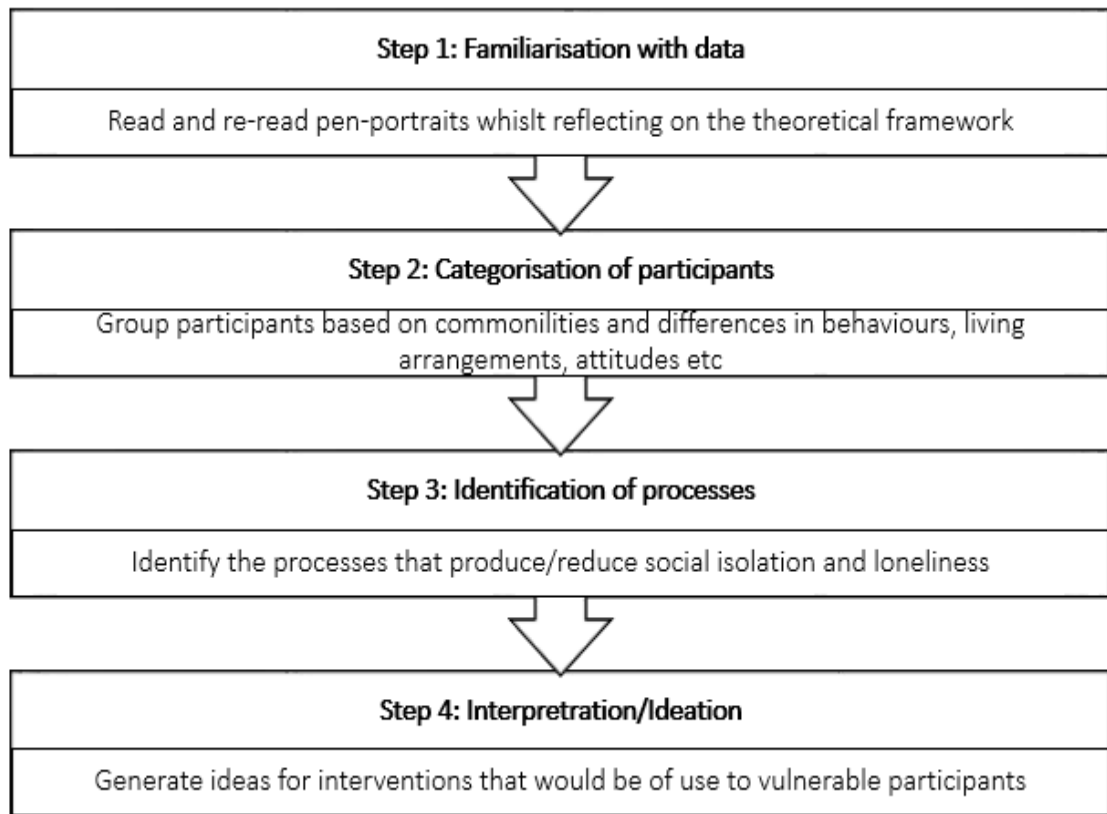 Step 1: Familiarisation with data
Read and re-read pen-portraits whislt reflecting on the theoretical framework
Step 2: Categorisation of participants
Group participants based on commonilities and differences in behaviours, living
arrangements, attitudes etc
Step 3: Identification of processes
Identify the processes that produce/reduce social isolation and loneliness
Step 4: Interpretration/Ideation
Generate ideas for interventions that would be of use to vulnerable participants